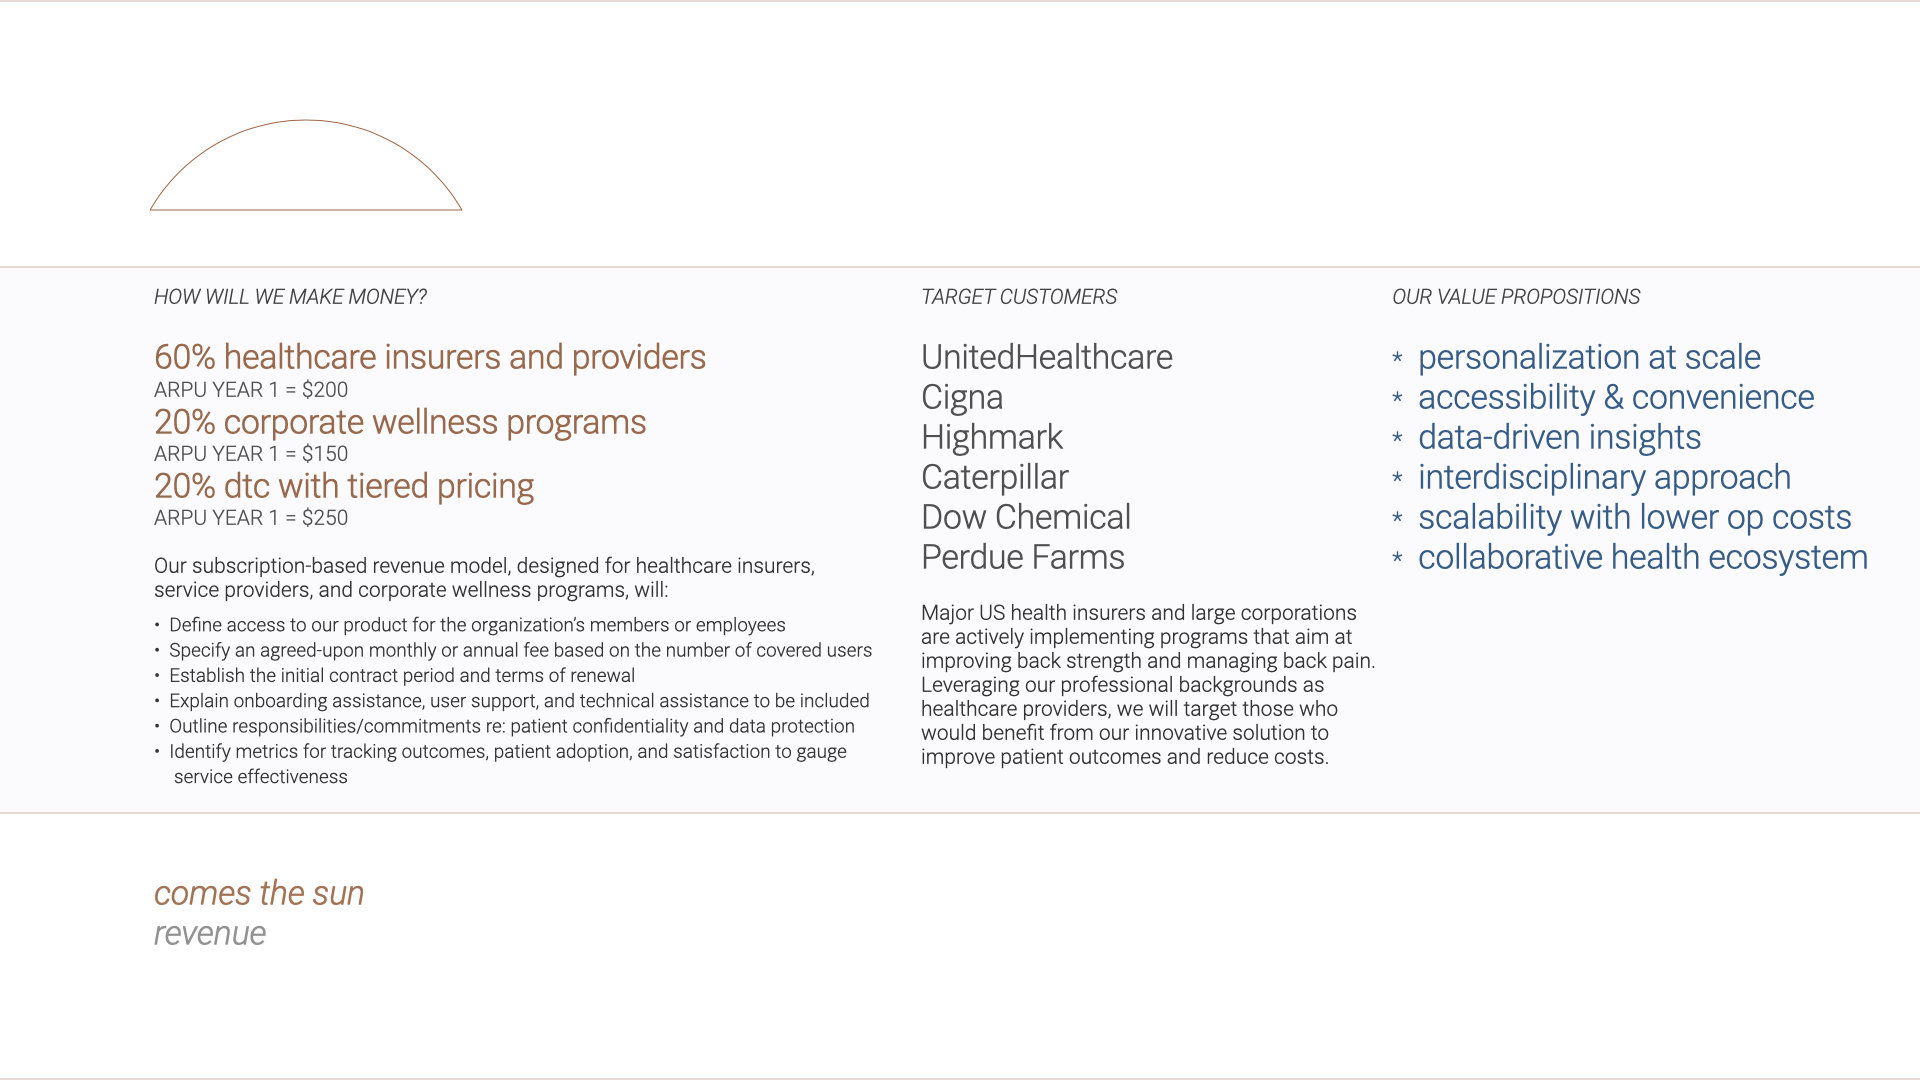 HOW WILL WE MAKE MONEY?
60% healthcare insurers and providers
ARPU YEAR 1 = $200
20% corporate wellness programs
ARPU YEAR 1 = $150
20% dtc with tiered pricing
ARPU YEAR 1 = $250
Our subscription-based revenue model, designed for healthcare insurers,
service providers, and corporate wellness programs, will:
• Define access to our product for the organization’s members or employees
• Specify an agreed-upon monthly or annual fee based on the number of covered users
• Establish the initial contract period and terms of renewal
• Explain onboarding assistance, user support, and technical assistance to be included
• Outline responsibilities/commitments re: patient confidentiality and data protection
• Identify metrics for tracking outcomes, patient adoption, and satisfaction to gauge
service effectiveness
TARGET CUSTOMERS
UnitedHealthcare
Cigna
Highmark
Caterpillar
Dow Chemical
Perdue Farms
Major US health insurers and large corporations
are actively implementing programs that aim at
improving back strength and managing back pain.
Leveraging our professional backgrounds as
healthcare providers, we will target those who
would benefit from our innovative solution to
improve patient outcomes and reduce costs.
OUR VALUE PROPOSITIONS
* personalization at scale
* accessibility & convenience
* data-driven insights
* interdisciplinary approach
* scalability with lower op costs
* collaborative health ecosystem
comes the sun
revenue